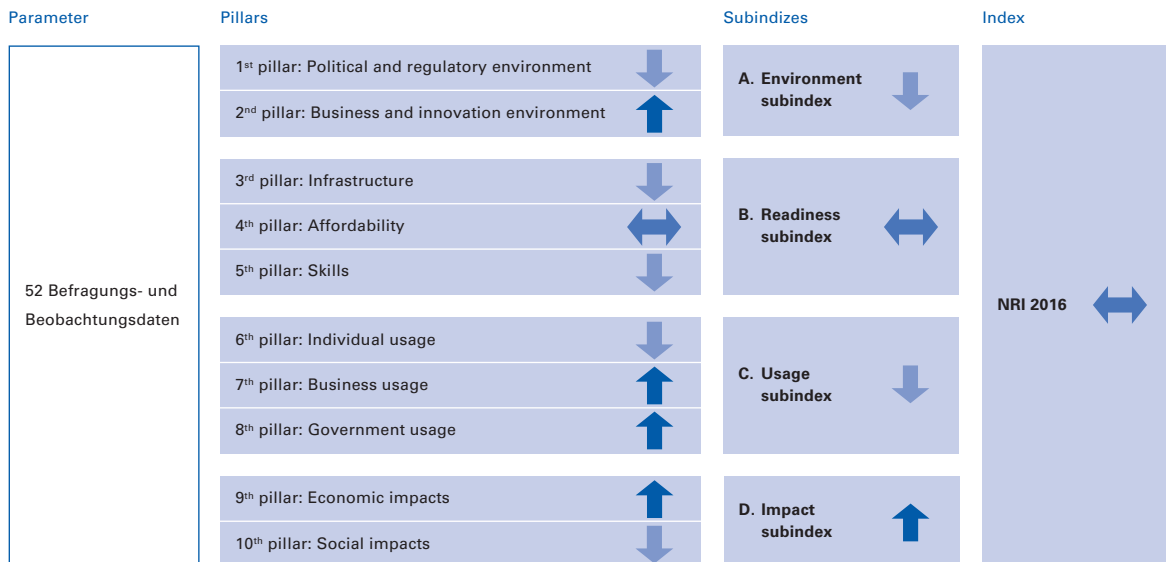 Parameter
Pillars
Subindizes
Index
52 Befragungs- und
Beobachtungsdaten
1st pillar: Political and regulatory environment
2nd pillar: Business and innovation environment
3rd pillar: Infrastructure
4th pillar: Affordability
5th pillar: Skills
6th pillar: Individual usage
7th pillar: Business usage
8th pillar: Government usage
9th pillar: Economic impacts
10th pillar: Social impacts
A. Environment
subindex
B. Readiness
subindex
C. Usage
subindex
D. Impact
subindex
NRI 2016